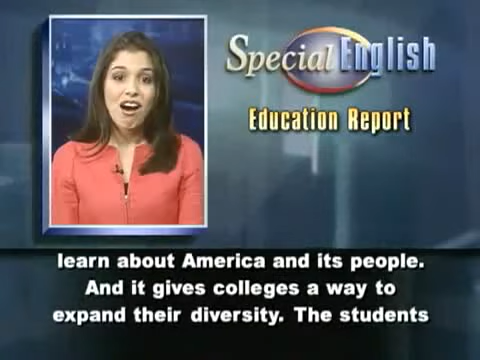 Special English
Education Report
learn about America and its people.
And it gives colleges a way to
expand their diversity. The students